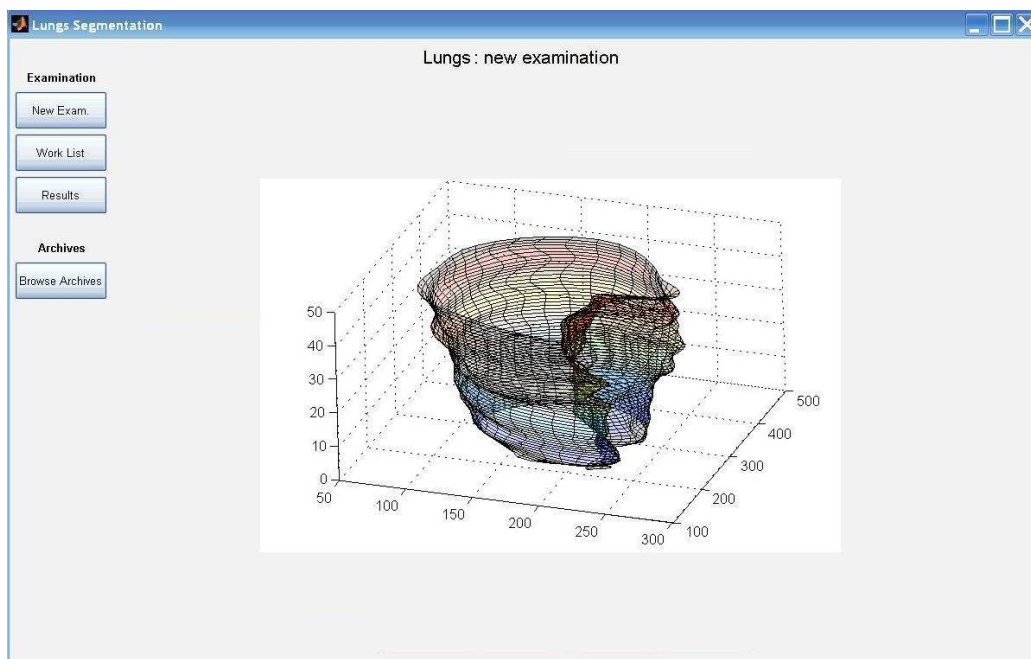 Lungs Segmentation
Lungs : new examination
Examination
New Exam.
Work List
Results
Archives
Browse Archives
50
40
30
20
10
0
50
100
150
200
250
300
100
200
300
400
500